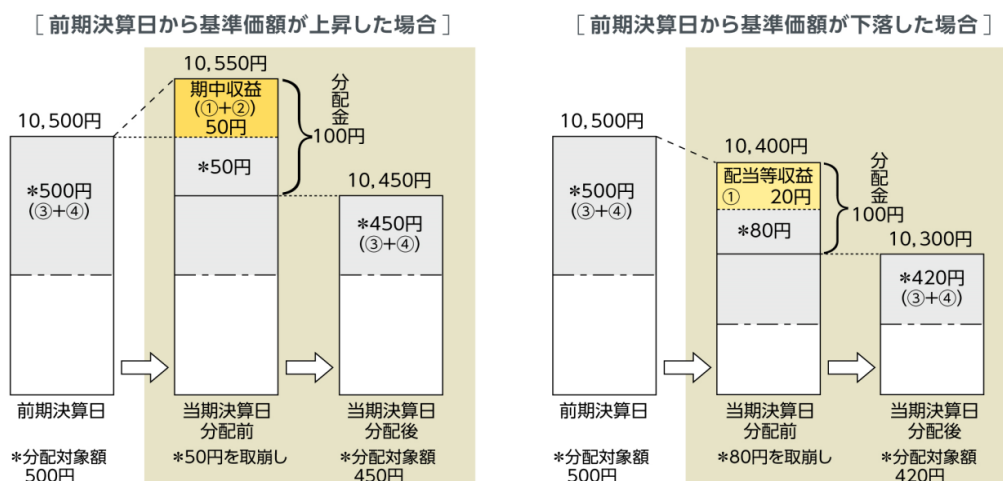 [前期決算日から基準価額が上昇した場合]
10,550円
期中収益
(①+②)
50円
分配金
100円
10,500円
*500円
(③+④)
*50円
10,450円
*450円
(③+④)
前期決算日
当期決算日
分配前
当期決算日
分配後
*分配対象額
500円
*50円を取崩し
*分配対象額
450円
[前期決算日から基準価額が下落した場合]
10,500円
*500円
(③+④)
10,400円
配当等収益
① 20円
*80円
分配金
100円
10,300円
*420円
(③+④)
前期決算日
当期決算日
分配前
当期決算日
分配後
*分配対象額
500円
*80円を取崩し
*分配対象額
420円